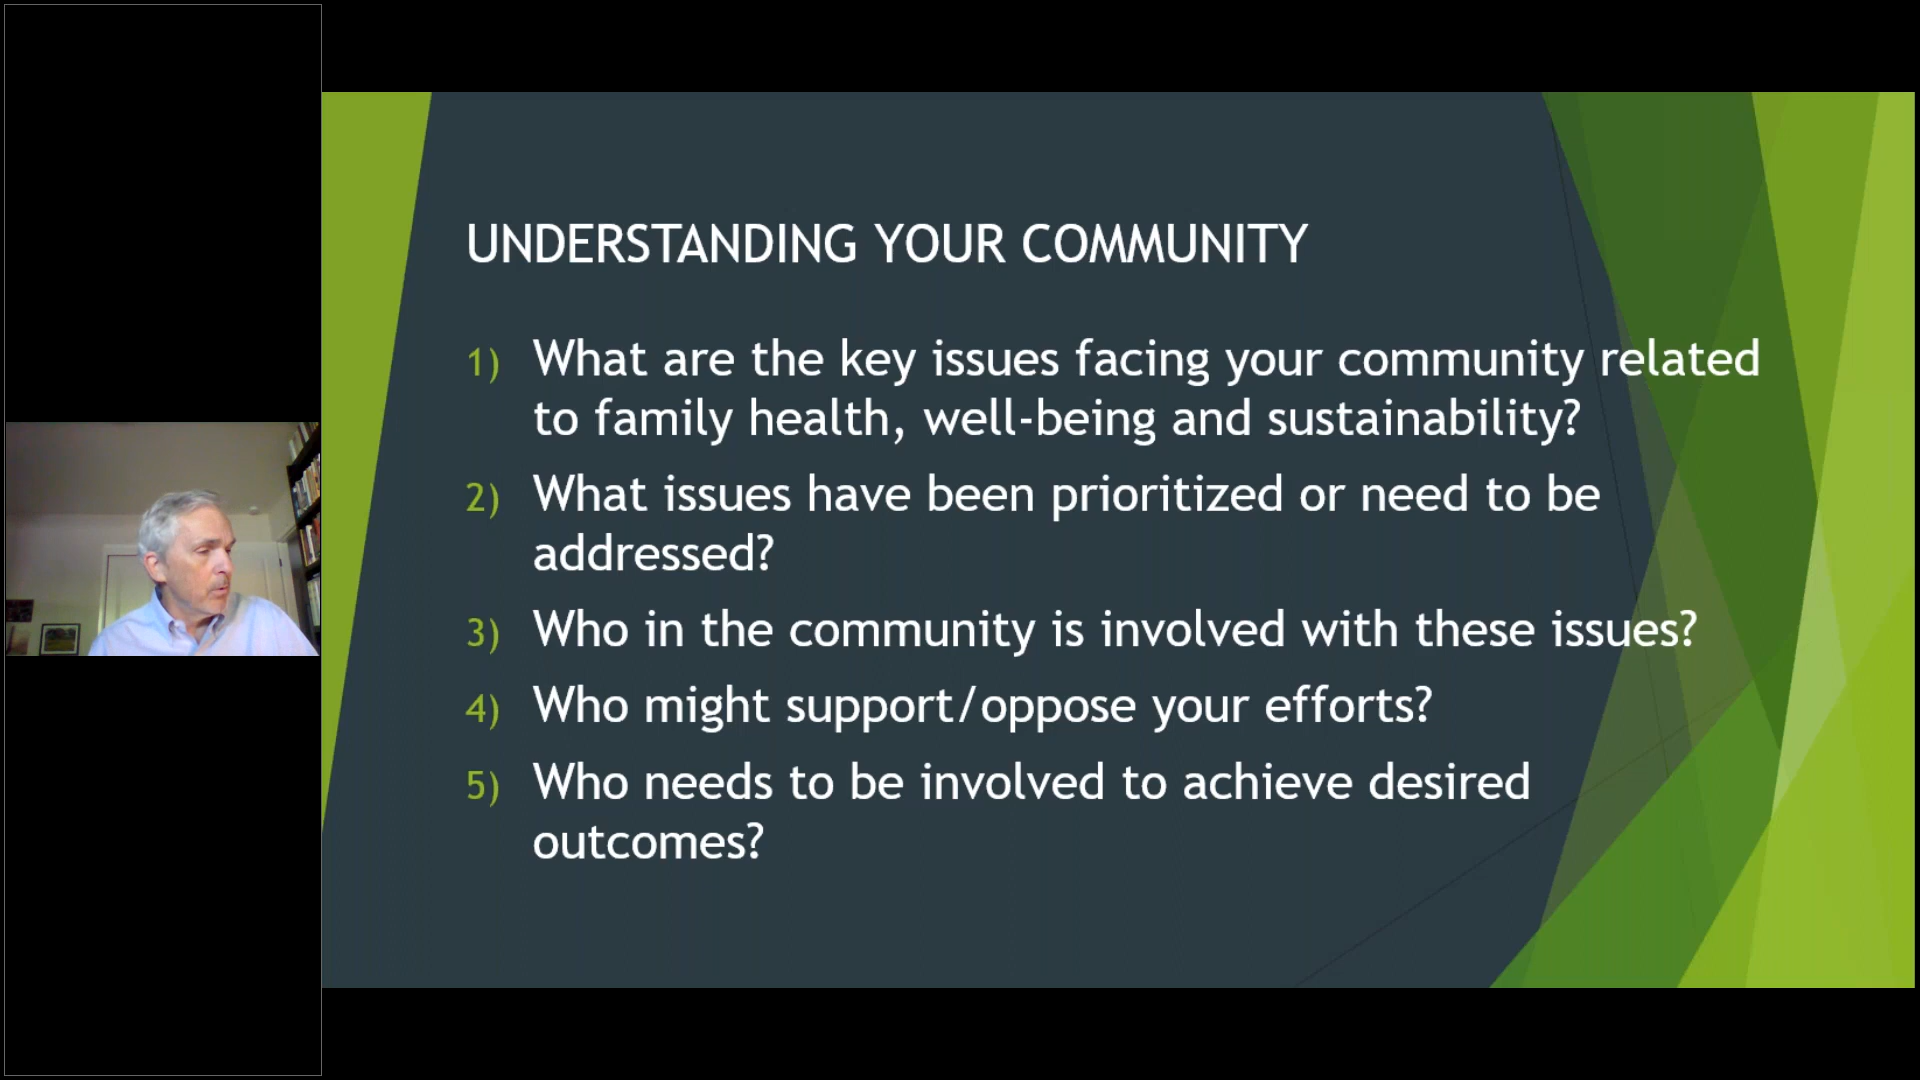 UNDERSTANDING YOUR COMMUNITY
1) What are the key issues facing your community related
to family health, well-being and sustainability?
2) What issues have been prioritized or need to be
addressed?
3) Who in the community is involved with these issues?
4) Who might support/oppose your efforts?
5) Who needs to be involved to achieve desired
outcomes?